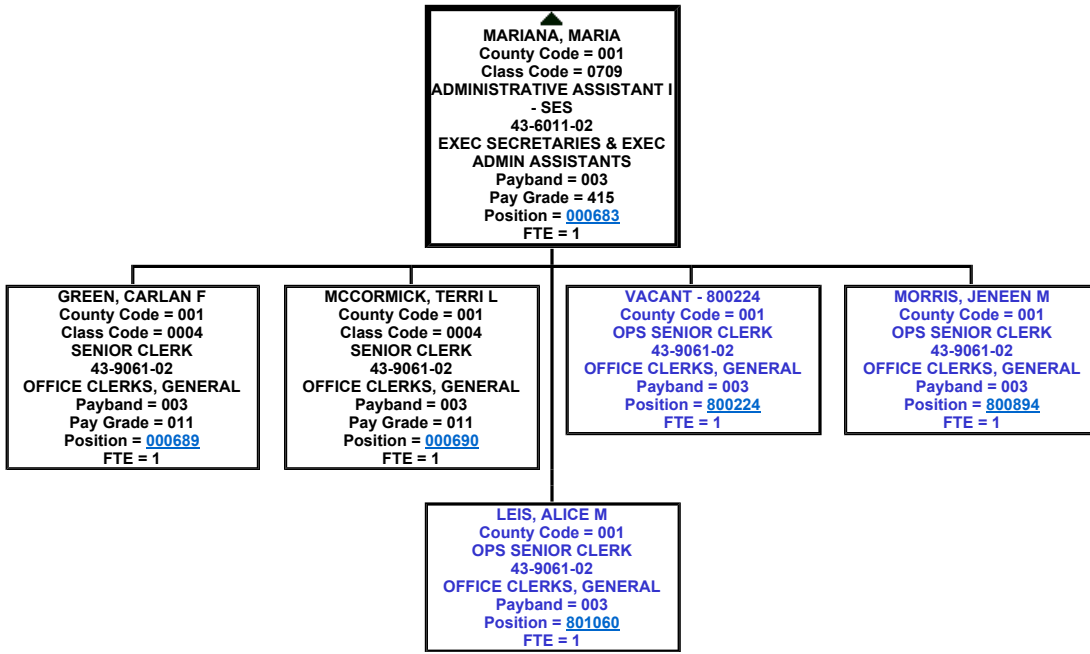 MARIANA, MARIA
County Code = 001
Class Code = 0709
ADMINISTRATIVE ASSISTANT I
- SES
43-6011-02
EXEC SECRETARIES & EXEC
ADMIN ASSISTANTS
Payband = 003
Pay Grade = 415
Position = 000683
FTE = 1
GREEN, CARLAN F
County Code = 001
Class Code = 0004
SENIOR CLERK
43-9061-02
OFFICE CLERKS, GENERAL
Payband = 003
Pay Grade = 011
Position = 000689
FTE = 1
MCCORMICK, TERRI L
County Code = 001
Class Code = 0004
SENIOR CLERK
43-9061-02
OFFICE CLERKS, GENERAL
Payband = 003
Pay Grade = 011
Position = 000690
FTE = 1
VACANT - 800224
County Code = 001
OPS SENIOR CLERK
43-9061-02
OFFICE CLERKS, GENERAL
Payband = 003
Position = 800224
FTE = 1
MORRIS, JENEEN M
County Code = 001
OPS SENIOR CLERK
43-9061-02
OFFICE CLERKS, GENERAL
Payband = 003
Position = 800894
FTE = 1
LEIS, ALICE M
County Code = 001
OPS SENIOR CLERK
43-9061-02
OFFICE CLERKS, GENERAL
Payband = 003
Position = 801060
FTE = 1